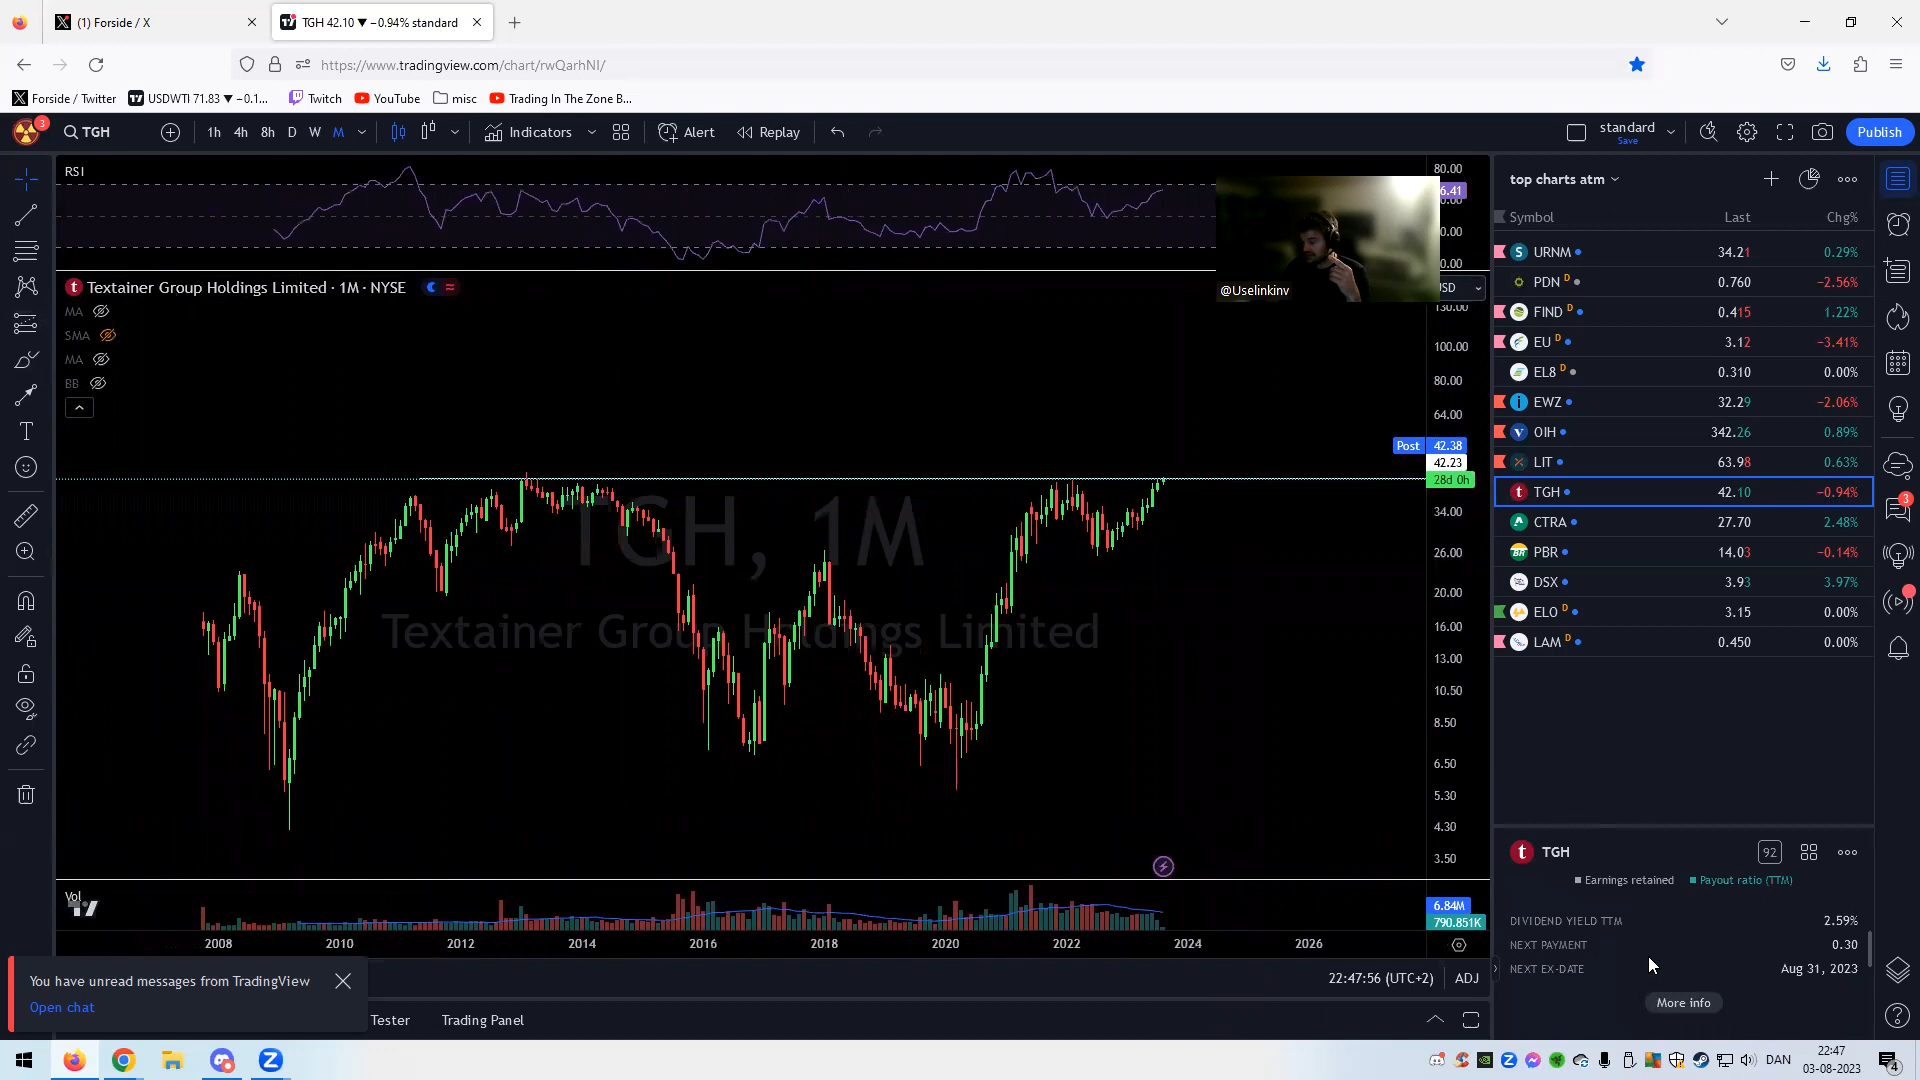 (1) Forside / X
TGH 42.10 ▼ −0.94% standard
https://www.tradingview.com/chart/rwQarhNI/
Forside / Twitter
USDWTI 71.83 ▼ −0.1...
Twitch
YouTube
misc
Trading In The Zone B...
3
TGH
1h 4h 8h D W M
Indicators
Alert
Replay
standard
Save
Publish
RSI
80.00
6.41
@Uselinkinv
Textainer Group Holdings Limited · 1M · NYSE
MA
SMA
MA
BB
TGH, 1M
Textainer Group Holdings Limited
130.00
100.00
80.00
64.00
Post 42.38
42.23
28d 0h
34.00
26.00
20.00
16.00
13.00
10.50
8.50
6.50
5.30
4.30
3.50
Vol
6.84M
790.851K
2008 2010 2012 2014 2016 2018 2020 2022 2024 2026
You have unread messages from TradingView
Open chat
22:47:56 (UTC+2)
ADJ
Tester
Trading Panel
top charts atm
Symbol Last Chg%
URNM 34.21 0.29%
PDN D 0.760 −2.56%
FIND D 0.415 1.22%
EU D 3.12 −3.41%
EL8 D 0.310 0.00%
EWZ 32.29 −2.06%
OIH 342.26 0.89%
LIT 63.98 0.63%
TGH 42.10 −0.94%
CTRA 27.70 2.48%
PBR 14.03 −0.14%
DSX 3.93 3.97%
ELO D 3.15 0.00%
LAM D 0.450 0.00%
3
TGH
92
Earnings retained
Payout ratio (TTM)
DIVIDEND YIELD TTM 2.59%
NEXT PAYMENT 0.30
NEXT EX-DATE Aug 31, 2023
More info
DAN
22:47
03-08-2023
4